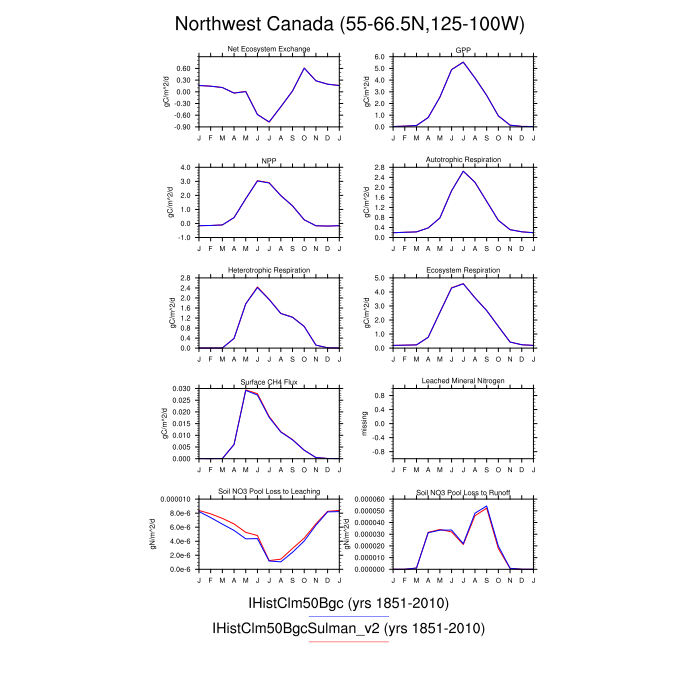 Northwest Canada (55-66.5N,125-100W)
Net Ecosystem Exchange
gC/m^2/d
0.60
0.30
0.00
-0.30
-0.60
-0.90
J F M A M J J A S O N D J
GPP
gC/m^2/d
6.0
5.0
4.0
3.0
2.0
1.0
0.0
J F M A M J J A S O N D J
NPP
gC/m^2/d
4.0
3.0
2.0
1.0
0.0
-1.0
J F M A M J J A S O N D J
Autotrophic Respiration
gC/m^2/d
2.8
2.4
2.0
1.6
1.2
0.8
0.4
0.0
J F M A M J J A S O N D J
Heterotrophic Respiration
gC/m^2/d
2.8
2.4
2.0
1.6
1.2
0.8
0.4
0.0
J F M A M J J A S O N D J
Ecosystem Respiration
gC/m^2/d
5.0
4.0
3.0
2.0
1.0
0.0
J F M A M J J A S O N D J
Surface CH4 Flux
gC/m^2/d
0.030
0.025
0.020
0.015
0.010
0.005
0.000
J F M A M J J A S O N D J
Leached Mineral Nitrogen
missing
0.8
0.4
0.0
-0.4
-0.8
J F M A M J J A S O N D J
Soil NO3 Pool Loss to Leaching
gN/m^2/d
0.000010
8.0e-6
6.0e-6
4.0e-6
2.0e-6
0.0e-6
J F M A M J J A S O N D J
Soil NO3 Pool Loss to Runoff
gN/m^2/d
0.000060
0.000050
0.000040
0.000030
0.000020
0.000010
0.000000
J F M A M J J A S O N D J
IHistClm50Bgc (yrs 1851-2010)
IHistClm50BgcSulman_v2 (yrs 1851-2010)